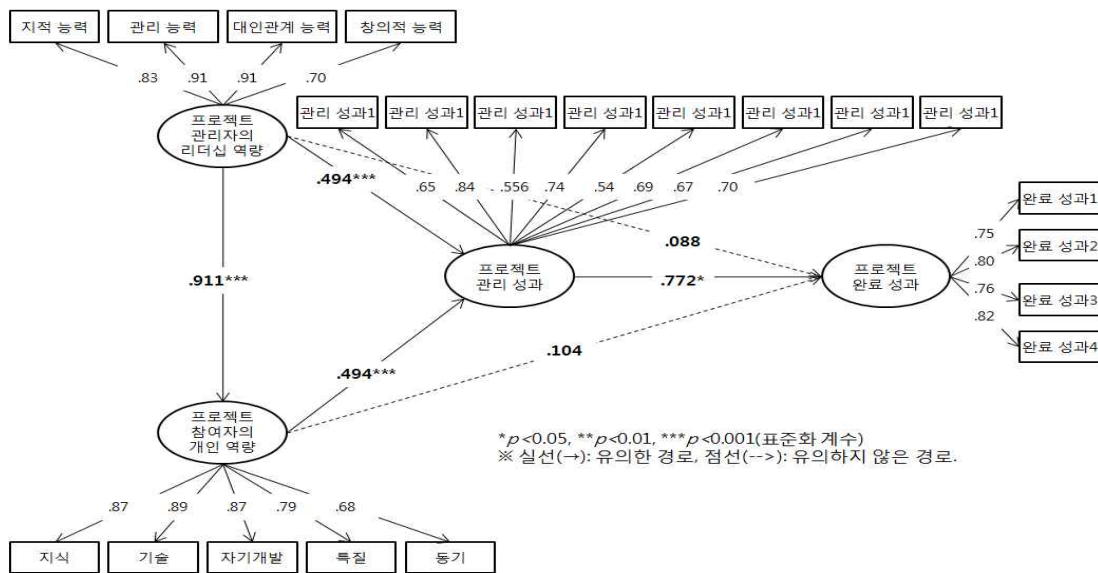 지적 능력
관리 능력
대인관계 능력
창의적 능력
.83
.91
.91
.70
프로젝트
관리자의
리더십 역량
관리 성과1
관리 성과1
관리 성과1
관리 성과1
관리 성과1
관리 성과1
관리 성과1
관리 성과1
.494***
.65
.84
.556
.74
.54
.69
.67
.70
.088
.911***
프로젝트
관리 성과
.772*
프로젝트
완료 성과
.75
.80
.76
.82
완료 성과1
완료 성과2
완료 성과3
완료 성과4
.104
.494***
프로젝트
참여자의
개인 역량
*p<0.05, **p<0.01, ***p<0.001(표준화 계수)
※ 실선(→): 유의한 경로, 점선(-->): 유의하지 않은 경로.
.87
.89
.87
.79
.68
지식
기술
자기개발
특질
동기